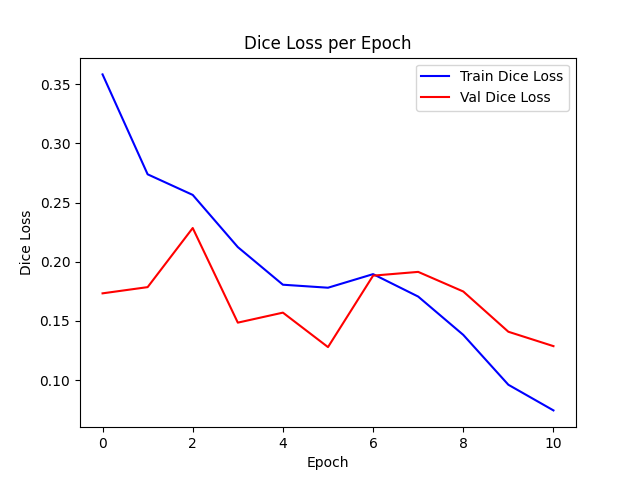 Dice Loss per Epoch
Train Dice Loss
Val Dice Loss
0.35
0.30
0.25
0.20
0.15
0.10
Dice Loss
0 2 4 6 8 10
Epoch